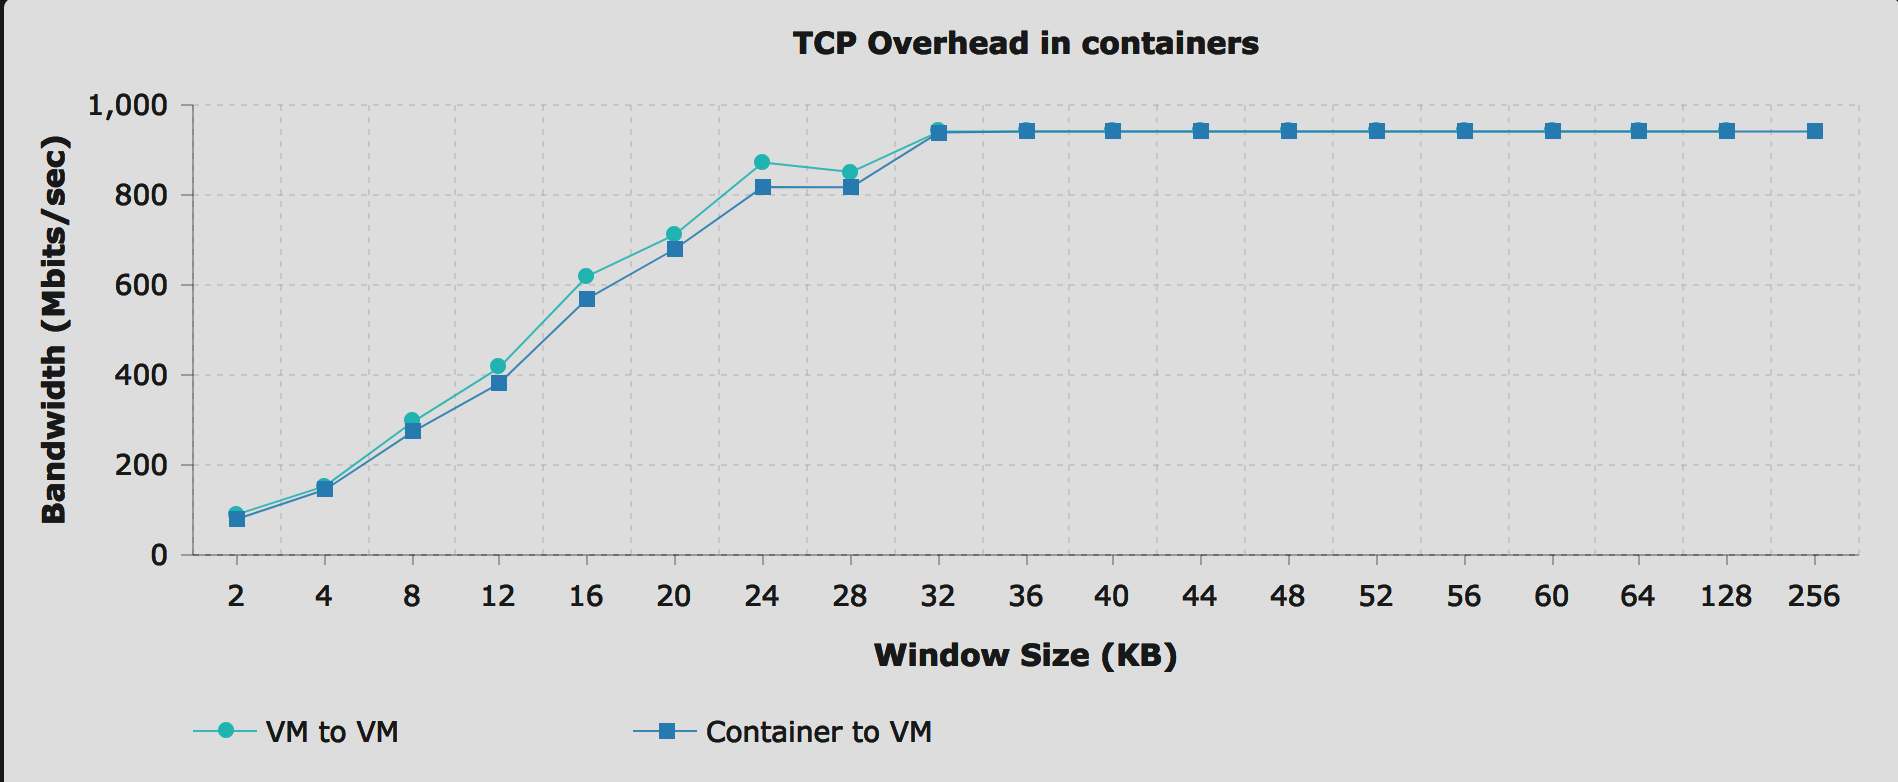 TCP Overhead in containers
1,000
800
600
400
200
0
Bandwidth (Mbits/sec)
2 4 8 12 16 20 24 28 32 36 40 44 48 52 56 60 64 128 256
Window Size (KB)
VM to VM Container to VM